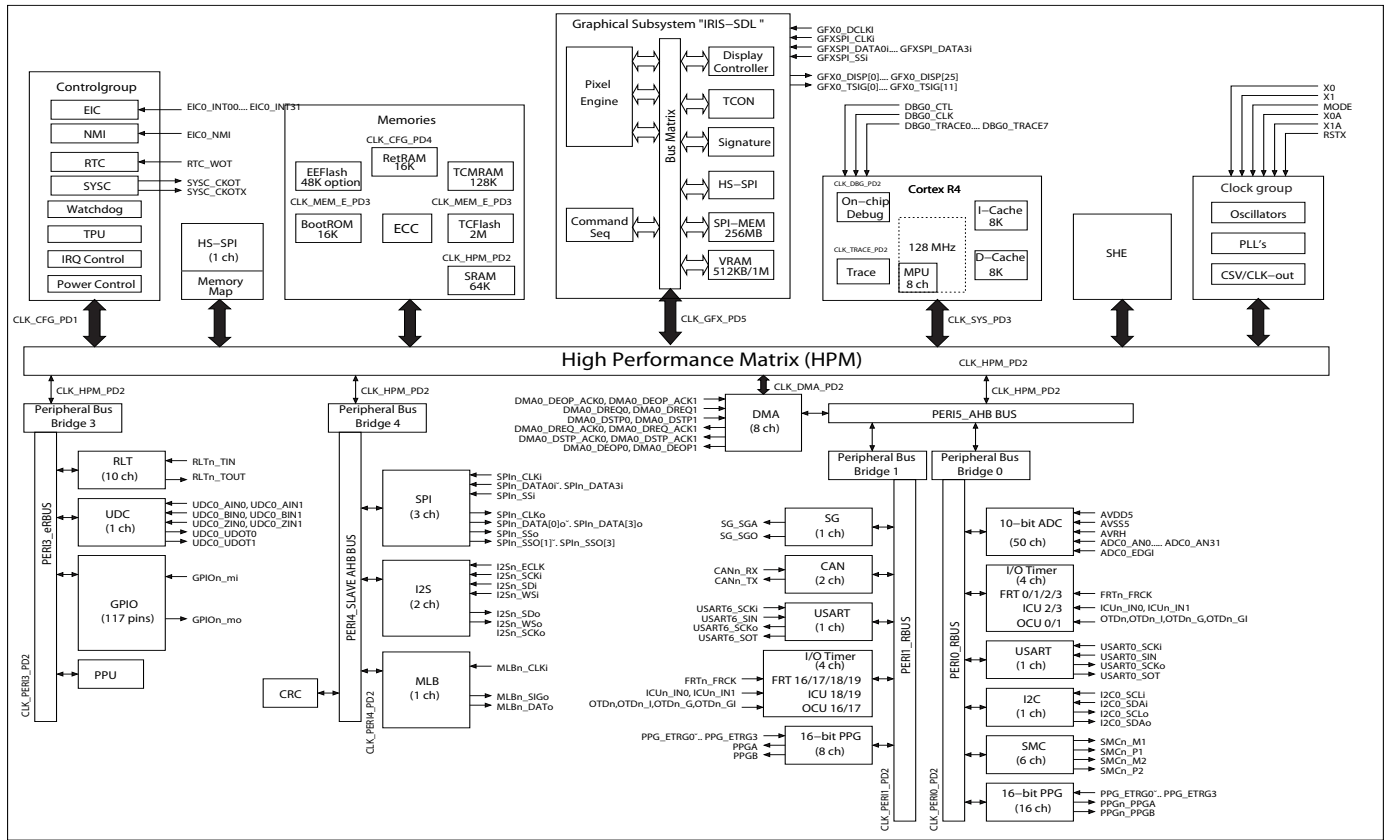 Graphical Subsystem "IRIS−SDL "
Pixel
Engine
Command
Seq
Bus Matrix
Display
Controller
TCON
Signature
HS−SPI
SPI−MEM
256MB
VRAM
512KB/1M
GFX0_DCLKI
GFXSPI_CLKi
GFXSPI_DATA0i.... GFXSPI_DATA3i
GFXSPI_SSi
GFX0_DISP[0].... GFX0_DISP[25]
GFX0_TSIG[0].... GFX0_TSIG[11]
Controlgroup
EIC
NMI
RTC
SYSC
Watchdog
TPU
IRQ Control
Power Control
EIC0_INT00.... EIC0_INT31
EIC0_NMI
RTC_WOT
SYSC_CKOT
SYSC_CKOTX
HS−SPI
(1 ch)
Memory
Map
Memories
CLK_CFG_PD4
RetRAM
16K
EEFlash
48K option
TCMRAM
128K
CLK_MEM_E_PD3
CLK_MEM_E_PD3
BootROM
16K
ECC
TCFlash
2M
CLK_HPM_PD2
SRAM
64K
DBG0_CTL
DBG0_CLK
DBG0_TRACE0.... DBG0_TRACE7
CLK_DBG_PD2
Cortex R4
On−chip
Debug
I−Cache
8K
128 MHz
CLK_TRACE_PD2
Trace
MPU
8 ch
D−Cache
8K
SHE
X0
X1
MODE
X0A
X1A
RSTX
Clock group
Oscillators
PLL's
CSV/CLK−out
CLK_CFG_PD1
CLK_GFX_PD5
CLK_SYS_PD3
High Performance Matrix (HPM)
CLK_HPM_PD2
CLK_HPM_PD2
CLK_HPM_PD2
CLK_DMA_PD2
CLK_HPM_PD2
Peripheral Bus
Bridge 3
PERI3_eRBUS
CLK_PERI3_PD2
RLT
(10 ch)
RLTn_TIN
RLTn_TOUT
UDC
(1 ch)
UDC0_AIN0, UDC0_AIN1
UDC0_BIN0, UDC0_BIN1
UDC0_ZIN0, UDC0_ZIN1
UDC0_UDOT0
UDC0_UDOT1
GPIO
(117 pins)
GPIOn_mi
GPIOn_mo
PPU
Peripheral Bus
Bridge 4
PERI4_SLAVE AHB BUS
CLK_PERI4_PD2
CRC
SPI
(3 ch)
SPIn_CLKi
SPIn_DATA0i˜. SPIn_DATA3i
SPIn_SSi
SPIn_CLKo
SPIn_DATA[0]o˜. SPIn_DATA[3]o
SPIn_SSo
SPIn_SSO[1]˜. SPIn_SSO[3]
I2S
(2 ch)
I2Sn_ECLK
I2Sn_SCKi
I2Sn_SDi
I2Sn_WSi
I2Sn_SDo
I2Sn_WSo
I2Sn_SCKo
MLB
(1 ch)
MLBn_CLKi
MLBn_SIGo
MLBn_DATo
DMA0_DEOP_ACK0, DMA0_DEOP_ACK1
DMA0_DREQ0, DMA0_DREQ1
DMA0_DSTP0, DMA0_DSTP1
DMA0_DREQ_ACK0, DMA0_DREQ_ACK1
DMA0_DSTP_ACK0, DMA0_DSTP_ACK1
DMA0_DEOP0, DMA0_DEOP1
DMA
(8 ch)
PERI5_AHB BUS
Peripheral Bus
Bridge 1
PERI1_RBUS
CLK_PERI1_PD2
SG_SGA
SG_SGO
SG
(1 ch)
CANn_RX
CANn_TX
CAN
(2 ch)
USART6_SCKi
USART6_SIN
USART6_SCKo
USART6_SOT
USART
(1 ch)
FRTn_FRCK
ICUn_IN0, ICUn_IN1
OTDn,OTDn_I,OTDn_G,OTDn_GI
I/O Timer
(4 ch)
FRT 16/17/18/19
ICU 18/19
OCU 16/17
PPG_ETRG0˜.. PPG_ETRG3
PPGA
PPGB
16−bit PPG
(8 ch)
Peripheral Bus
Bridge 0
PERI0_RBUS
CLK_PERI0_PD2
10−bit ADC
(50 ch)
AVDD5
AVSS5
AVRH
ADC0_AN0..... ADC0_AN31
ADC0_EDGI
I/O Timer
(4 ch)
FRT 0/1/2/3
ICU 2/3
OCU 0/1
FRTn_FRCK
ICUn_IN0, ICUn_IN1
OTDn,OTDn_I,OTDn_G,OTDn_GI
USART
(1 ch)
USART0_SCKi
USART0_SIN
USART0_SCKo
USART0_SOT
I2C
(1 ch)
I2C0_SCLi
I2C0_SDAi
I2C0_SCLo
I2C0_SDAo
SMC
(6 ch)
SMCn_M1
SMCn_P1
SMCn_M2
SMCn_P2
16−bit PPG
(16 ch)
PPG_ETRG0˜.. PPG_ETRG3
PPGn_PPGA
PPGn_PPGB